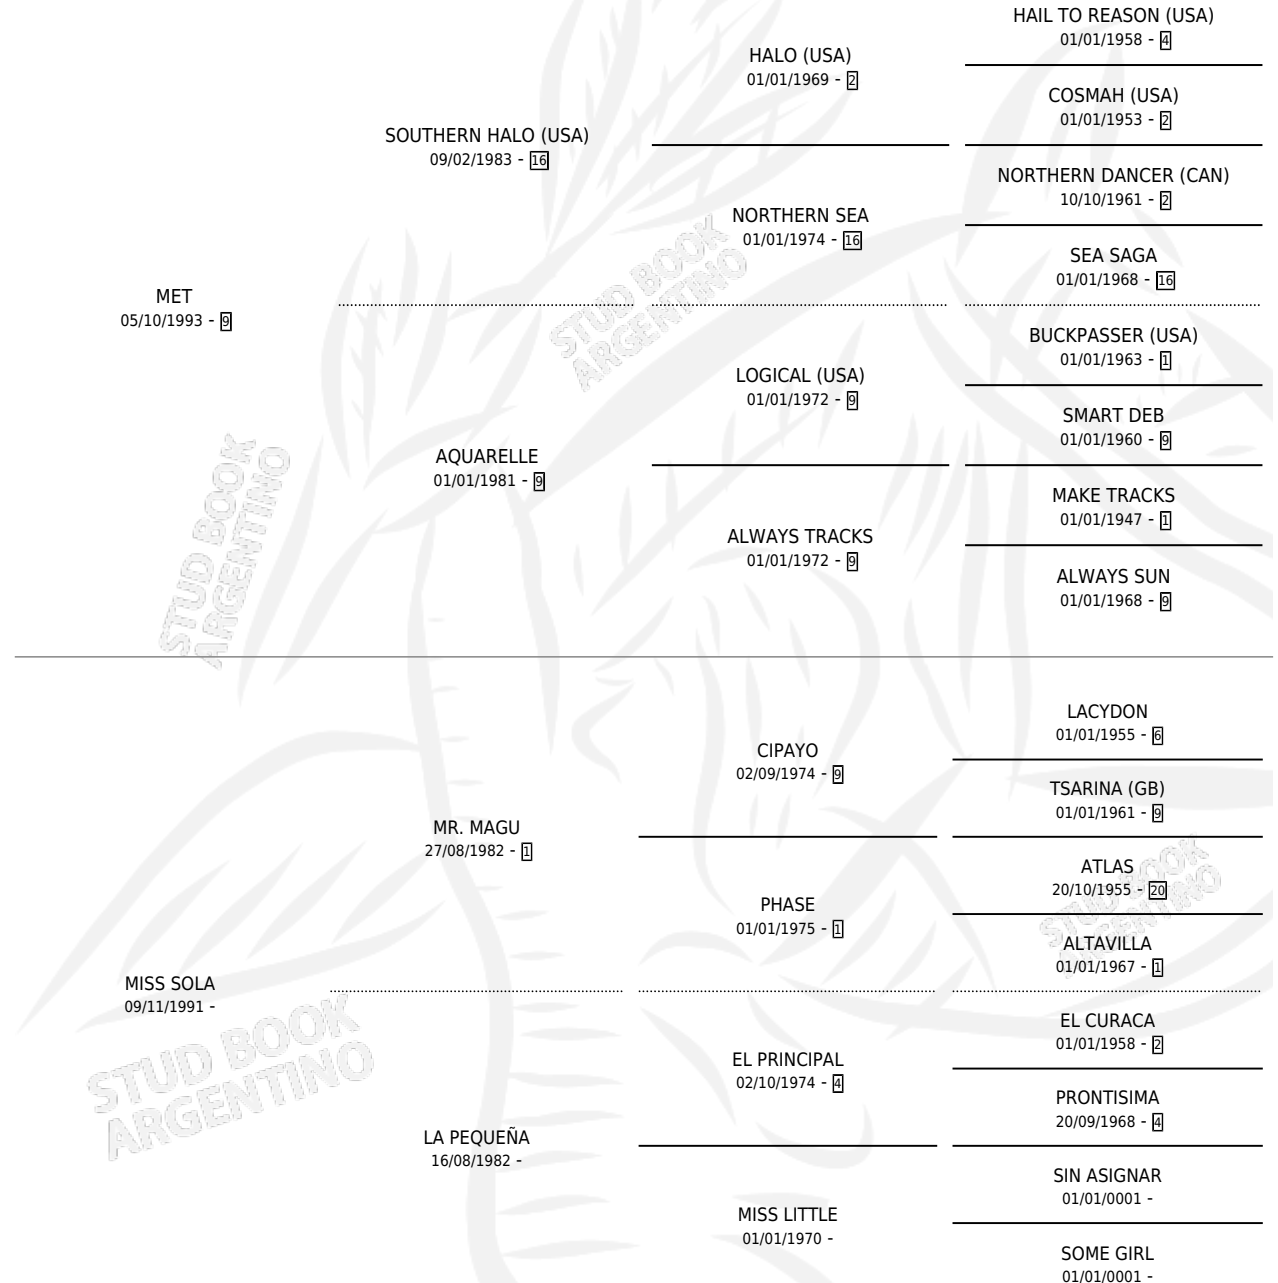 HAIL TO REASON (USA)
01/01/1958 - 4
HALO (USA)
01/01/1969 - 2
COSMAH (USA)
01/01/1953 - 2
SOUTHERN HALO (USA)
09/02/1983 - 16
NORTHERN DANCER (CAN)
10/10/1961 - 2
NORTHERN SEA
01/01/1974 - 16
SEA SAGA
01/01/1968 - 16
MET
05/10/1993 - 9
BUCKPASSER (USA)
01/01/1963 - 1
LOGICAL (USA)
01/01/1972 - 9
SMART DEB
01/01/1960 - 9
AQUARELLE
01/01/1981 - 9
MAKE TRACKS
01/01/1947 - 1
ALWAYS TRACKS
01/01/1972 - 9
ALWAYS SUN
01/01/1968 - 9
LACYDON
01/01/1955 - 6
CIPAYO
02/09/1974 - 9
TSARINA (GB)
01/01/1961 - 9
MR. MAGU
27/08/1982 - 1
ATLAS
20/10/1955 - 20
PHASE
01/01/1975 - 1
ALTAVILLA
01/01/1967 - 1
MISS SOLA
09/11/1991 -
EL CURACA
01/01/1958 - 2
EL PRINCIPAL
02/10/1974 - 4
PRONTISIMA
20/09/1968 - 4
LA PEQUEÑA
16/08/1982 -
SIN ASIGNAR
01/01/0001 -
MISS LITTLE
01/01/1970 -
SOME GIRL
01/01/0001 -
STUD BOOK
ARGENTINO
STUD BOOK
ARGENTINO
STUD BOOK
ARGENTINO
STUD BOOK
ARGENTINO